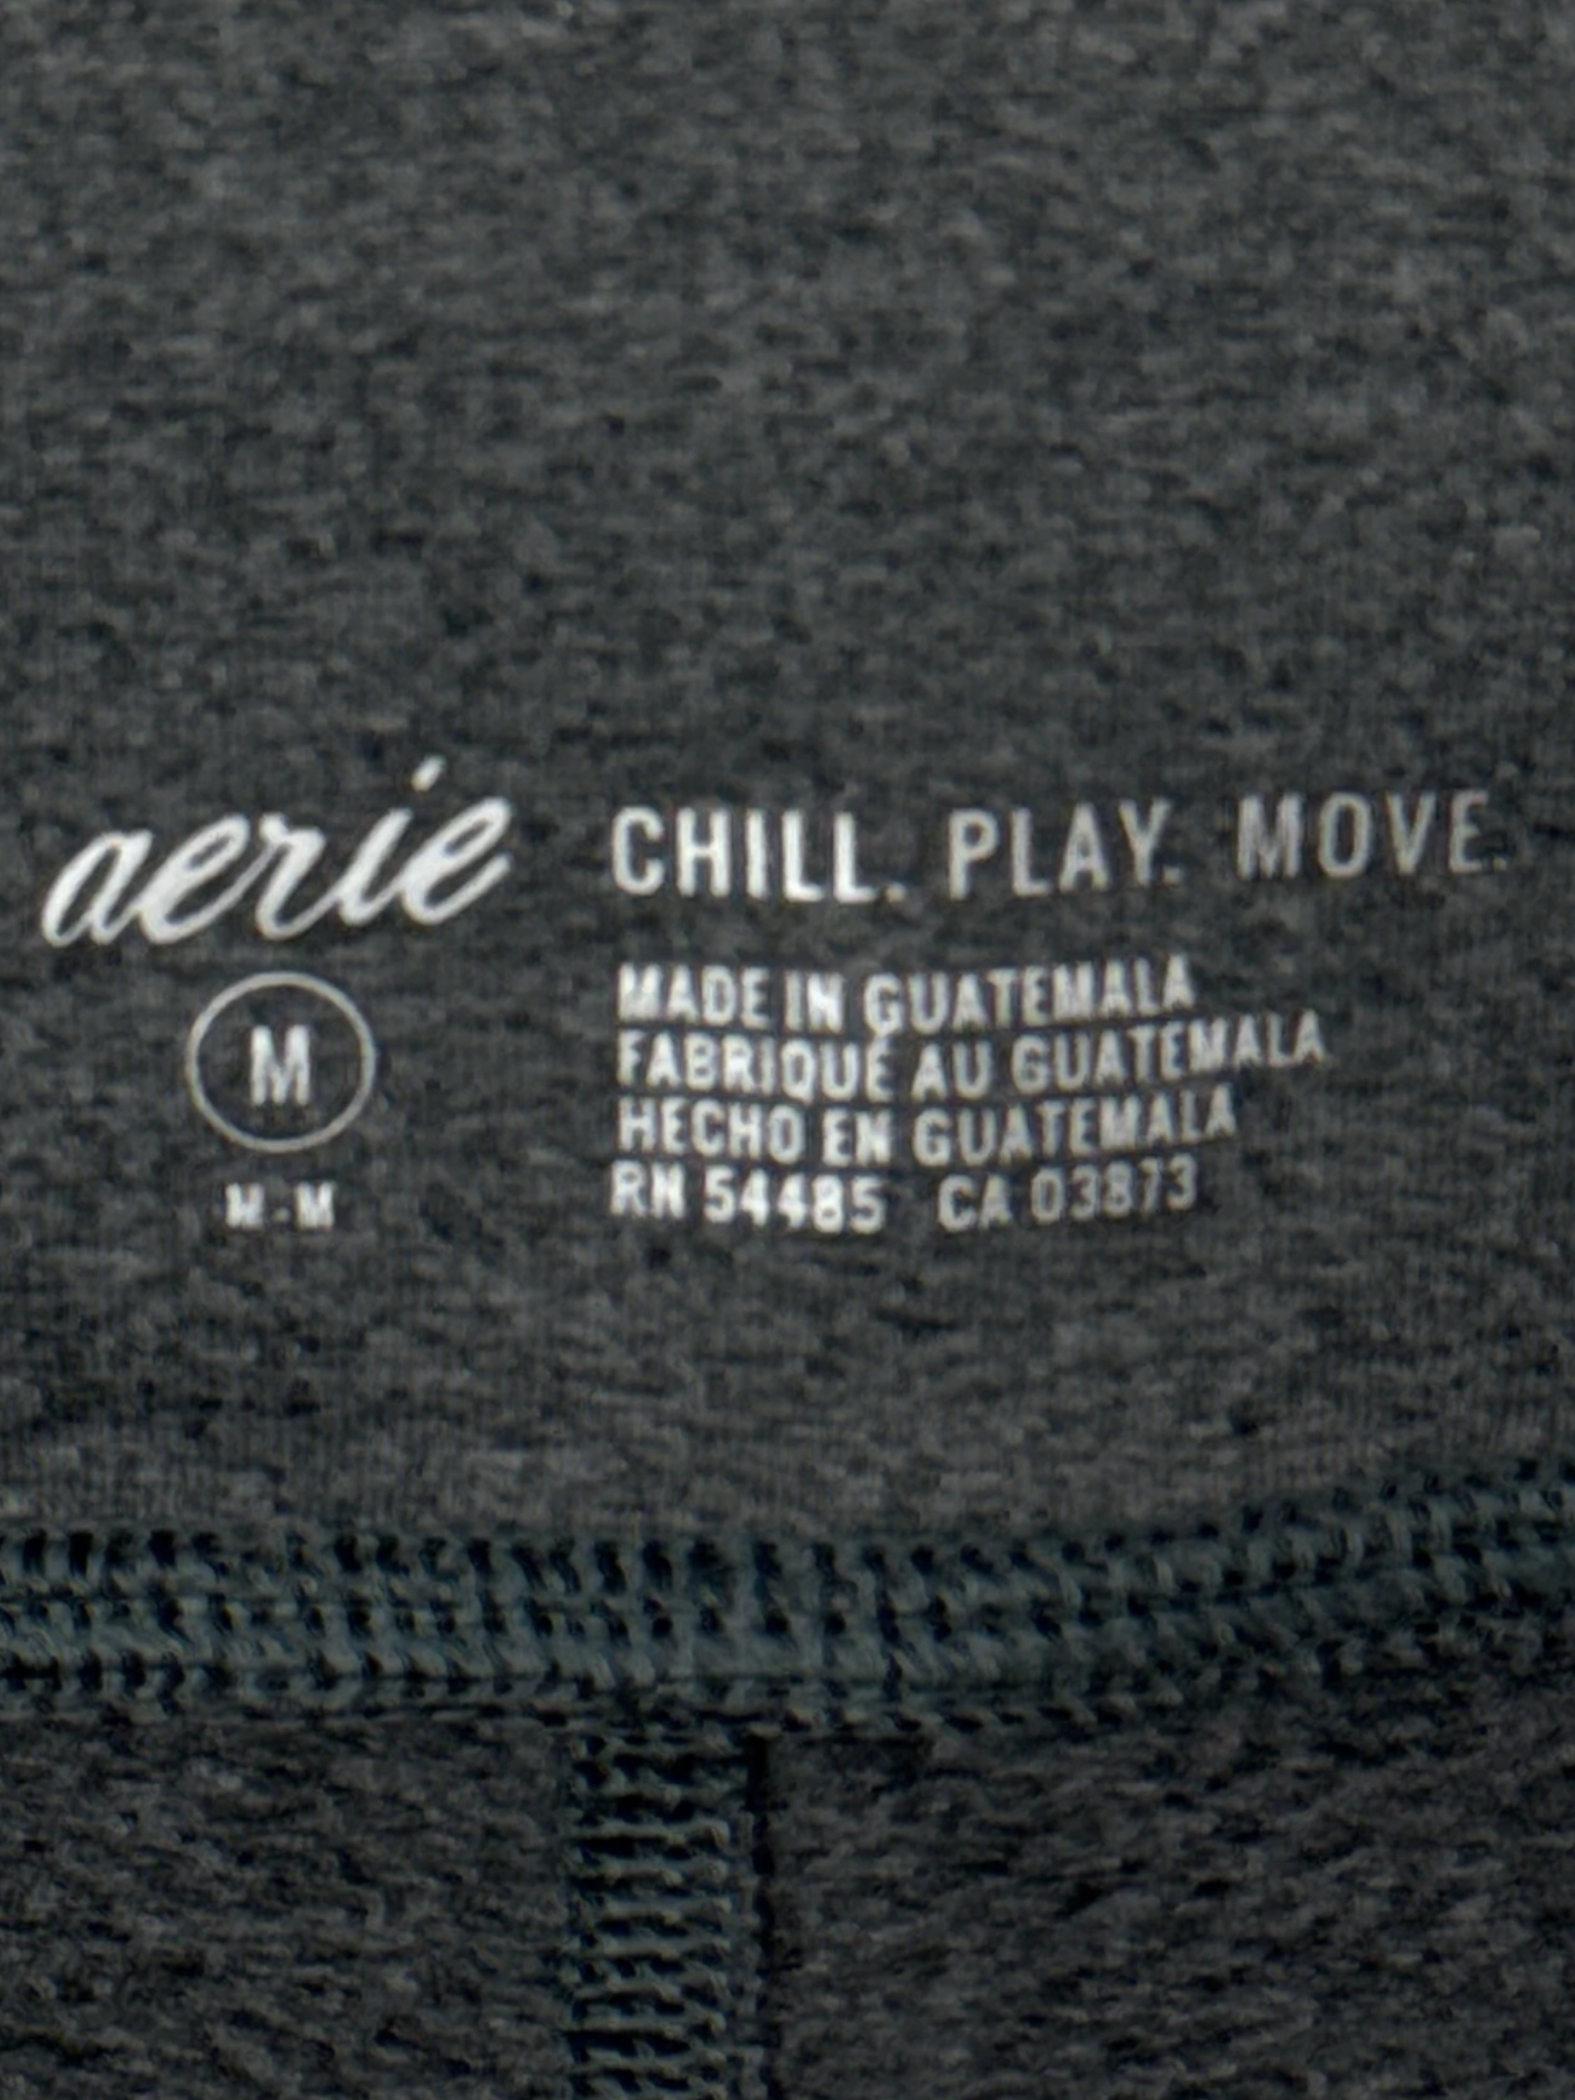 aerie
M
M-M
CHILL. PLAY. MOVE.
MADE IN GUATEMALA
FABRIQUÉ AU GUATEMALA
HECHO EN GUATEMALA
RN 54485 CA 03873